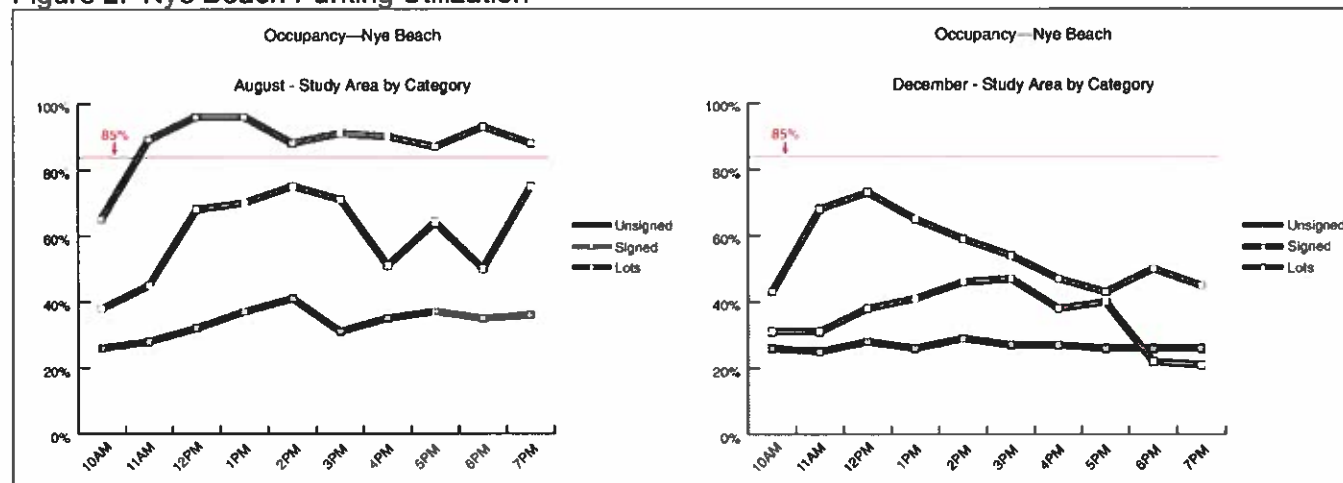 Figure 2. Nye Beach Parking Utilization
Occupancy—Nye Beach
August - Study Area by Category
100%
80%
60%
40%
20%
0%
85%
10AM
11AM
12PM
1PM
2PM
3PM
4PM
5PM
6PM
7PM
Unsigned
Signed
Lots
Occupancy—Nye Beach
December - Study Area by Category
100%
80%
60%
40%
20%
0%
85%
10AM
11AM
12PM
1PM
2PM
3PM
4PM
5PM
6PM
7PM
Unsigned
Signed
Lots